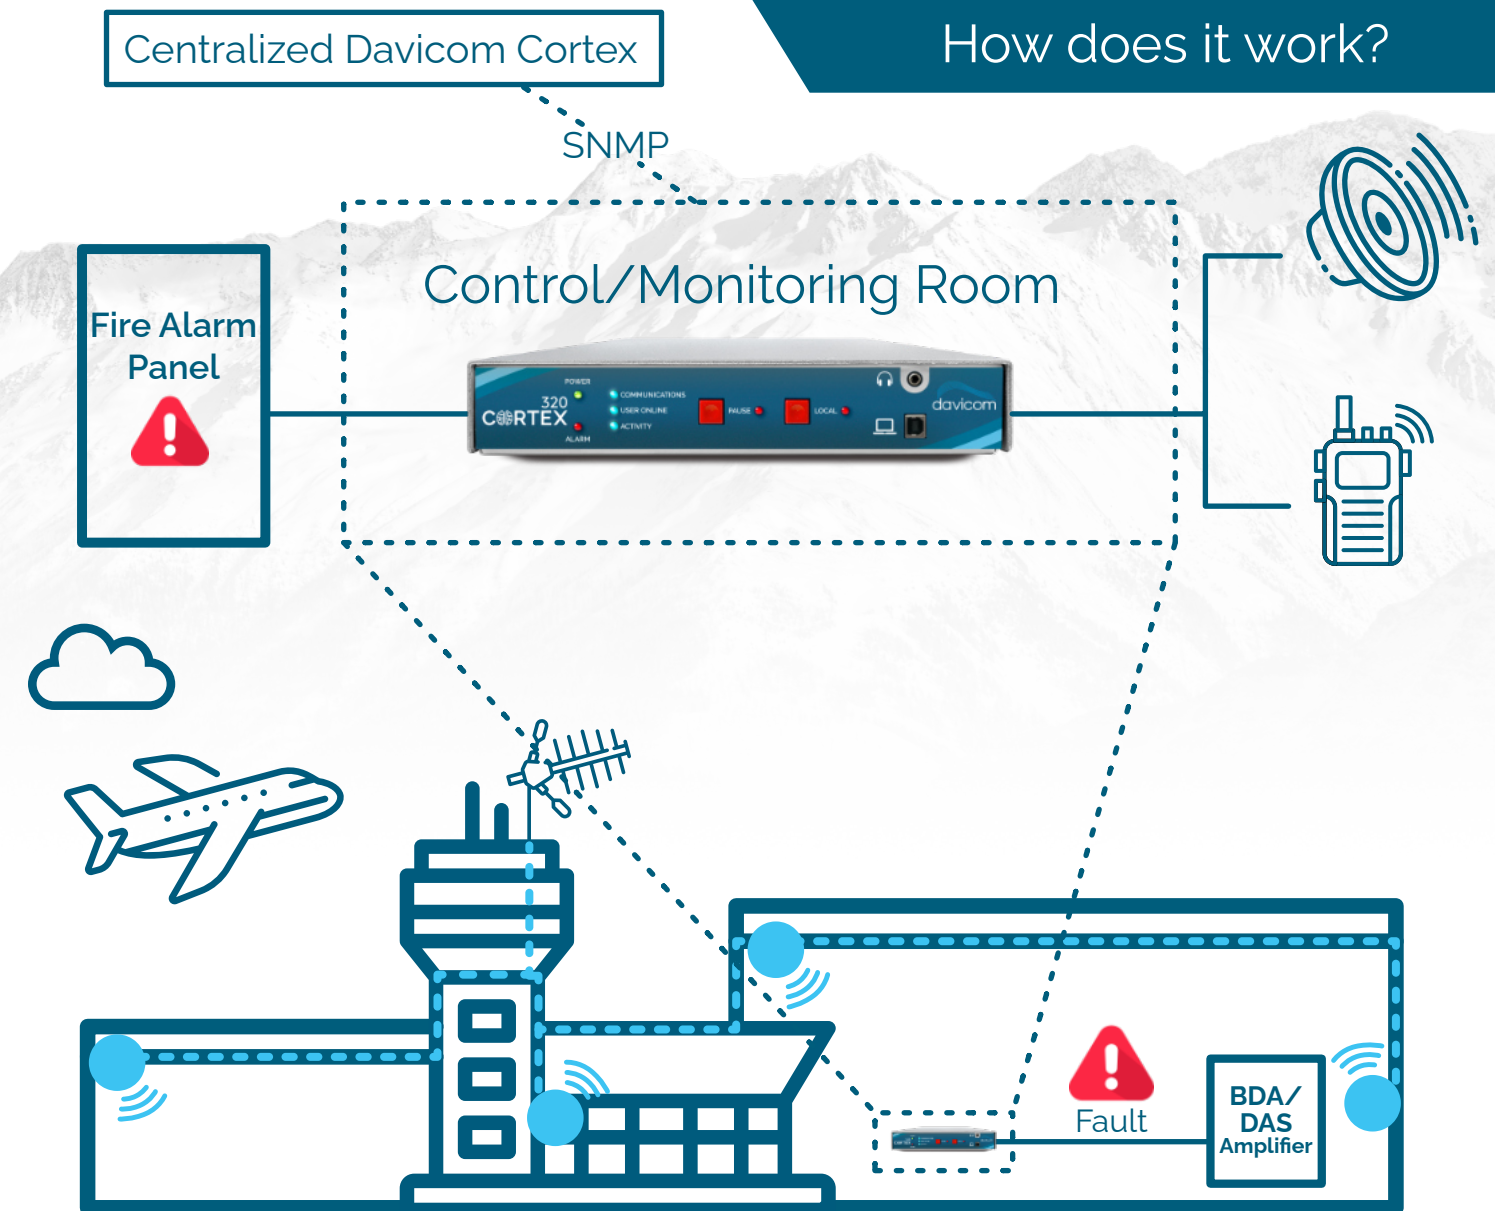 Centralized Davicom Cortex
How does it work?
SNMP
Control/Monitoring Room
Fire Alarm
Panel
POWER
320
CORTEX
ALARM
COMMUNICATIONS
USER ONLINE
ACTIVITY
PAUSE
LOCAL
davicom
Fault
BDA/
DAS
Amplifier